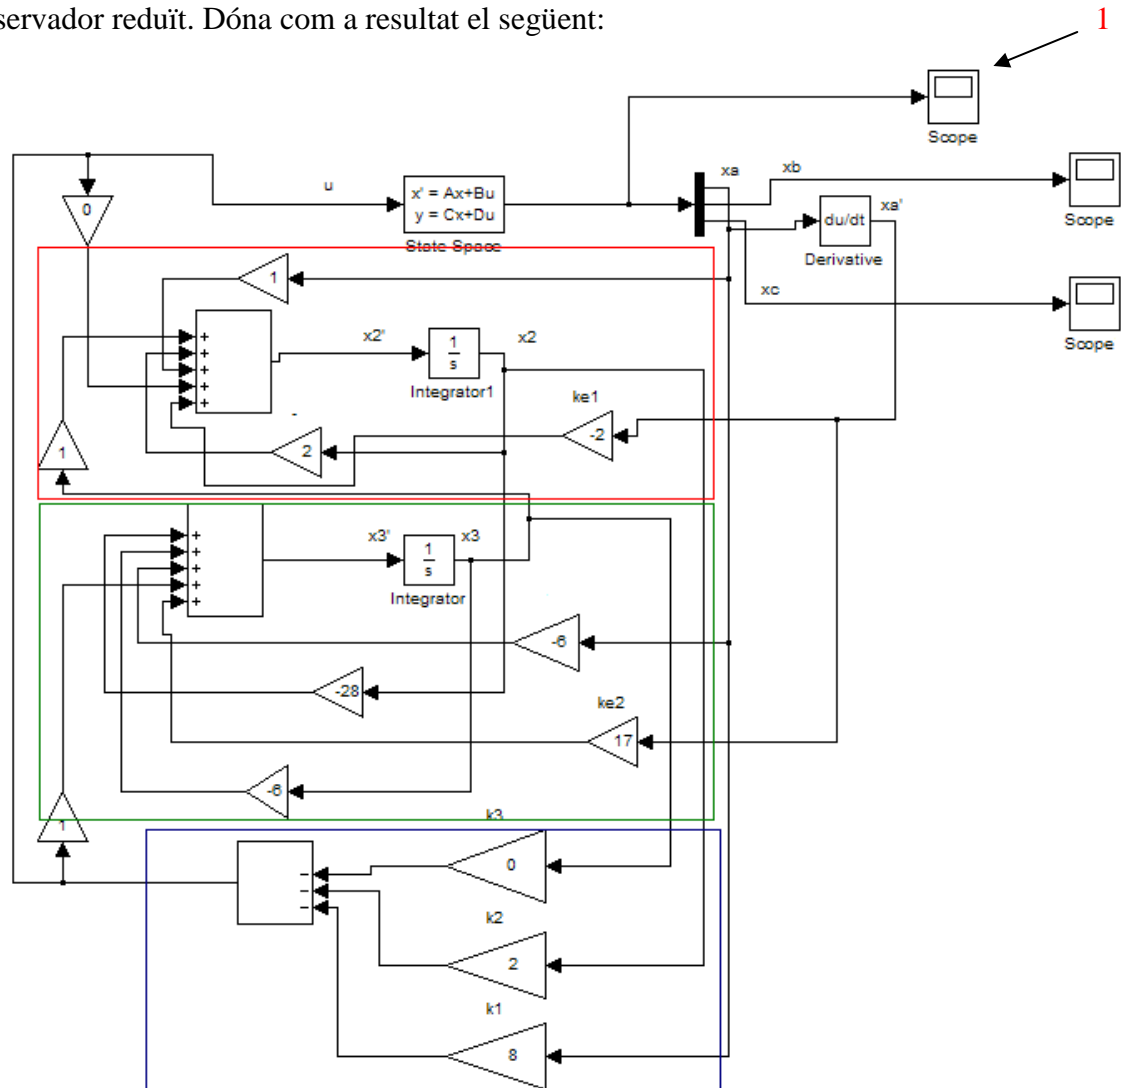 servador reduït. Dóna com a resultat el següent:
1
Scope
xa
xb
Scope
u
x' = Ax+Bu
y = Cx+Du
State Space
xa'
du/dt
Derivative
0
1
xc
Scope
x2'
1
s
x2
Integrator1
+
+
+
+
+
ke1
-
-2
2
1
x3'
1
s
x3
Integrator
+
+
+
+
+
-6
-28
ke2
17
-6
1
k3
0
-
-
-
k2
2
k1
8